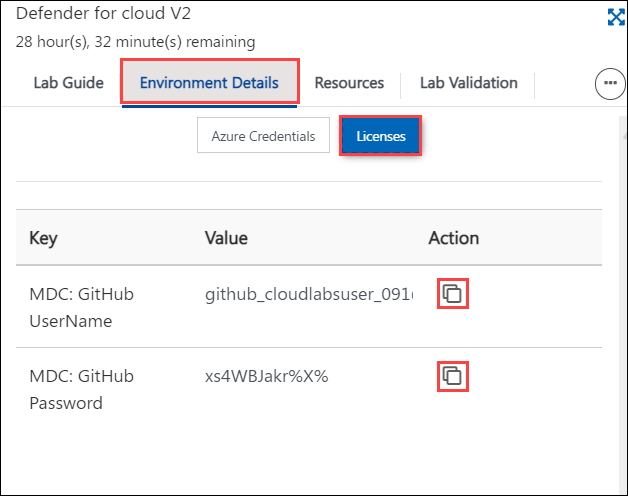 Defender for cloud V2
28 hour(s), 32 minute(s) remaining
Lab Guide Environment Details Resources Lab Validation
Azure Credentials Licenses
Key Value Action
MDC: GitHub github_cloudlabsuser_091
UserName
MDC: GitHub xs4WBJakr%X%
Password